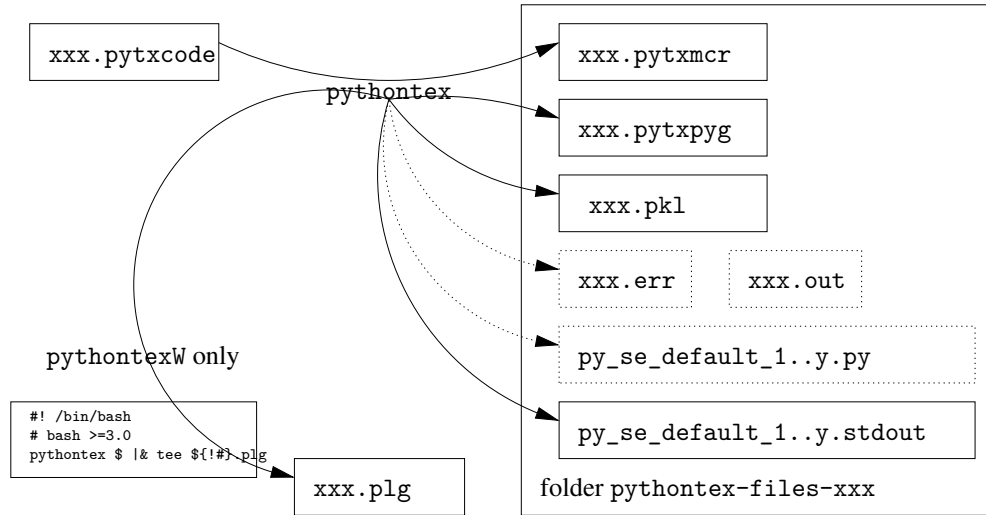 xxx.pytxcode
pythontex
xxx.pytxmcr
xxx.pytxpyg
xxx.pkl
xxx.err
xxx.out
py_se_default_1..y.py
py_se_default_1..y.stdout
folder pythontex-files-xxx
pythontexW only
#! /bin/bash
# bash >=3.0
pythontex $ |& tee ${!#}.plg
xxx.plg